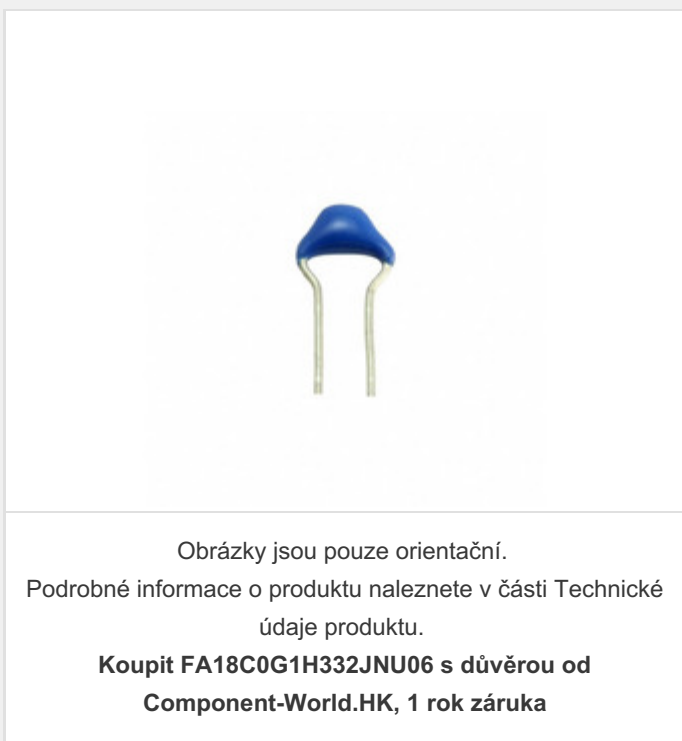 Obrázky jsou pouze orientační.
Podrobné informace o produktu naleznete v části Technické
údaje produktu.
Koupit FA18C0G1H332JNU06 s důvěrou od
Component-World.HK, 1 rok záruka